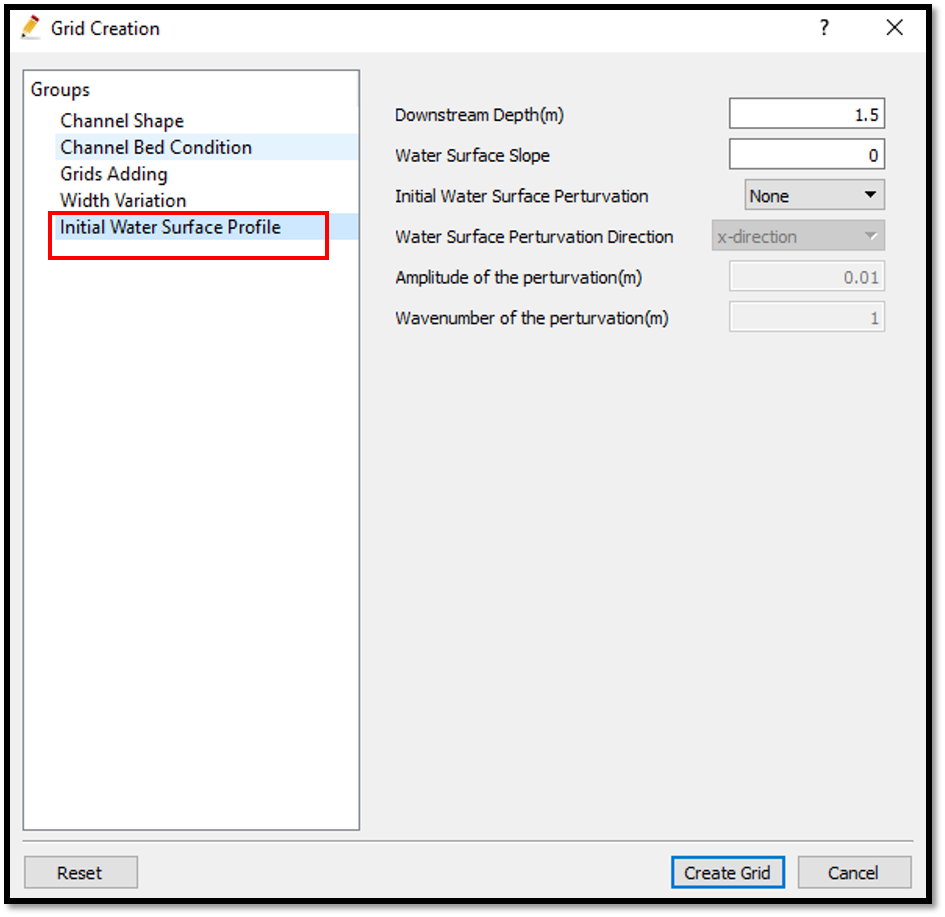 Grid Creation
?
Groups
Channel Shape
Channel Bed Condition
Grids Adding
Width Variation
Initial Water Surface Profile
Downstream Depth(m) 1.5
Water Surface Slope 0
Initial Water Surface Perturvation None
Water Surface Perturvation Direction x-direction
Amplitude of the perturvation(m) 0.01
Wavenumber of the perturvation(m) 1
Reset Create Grid Cancel